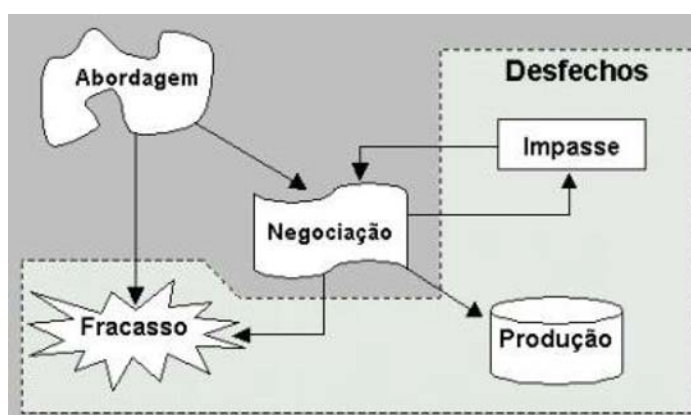 Desfechos
Abordagem
Impasse
Negociação
Fracasso
Produção